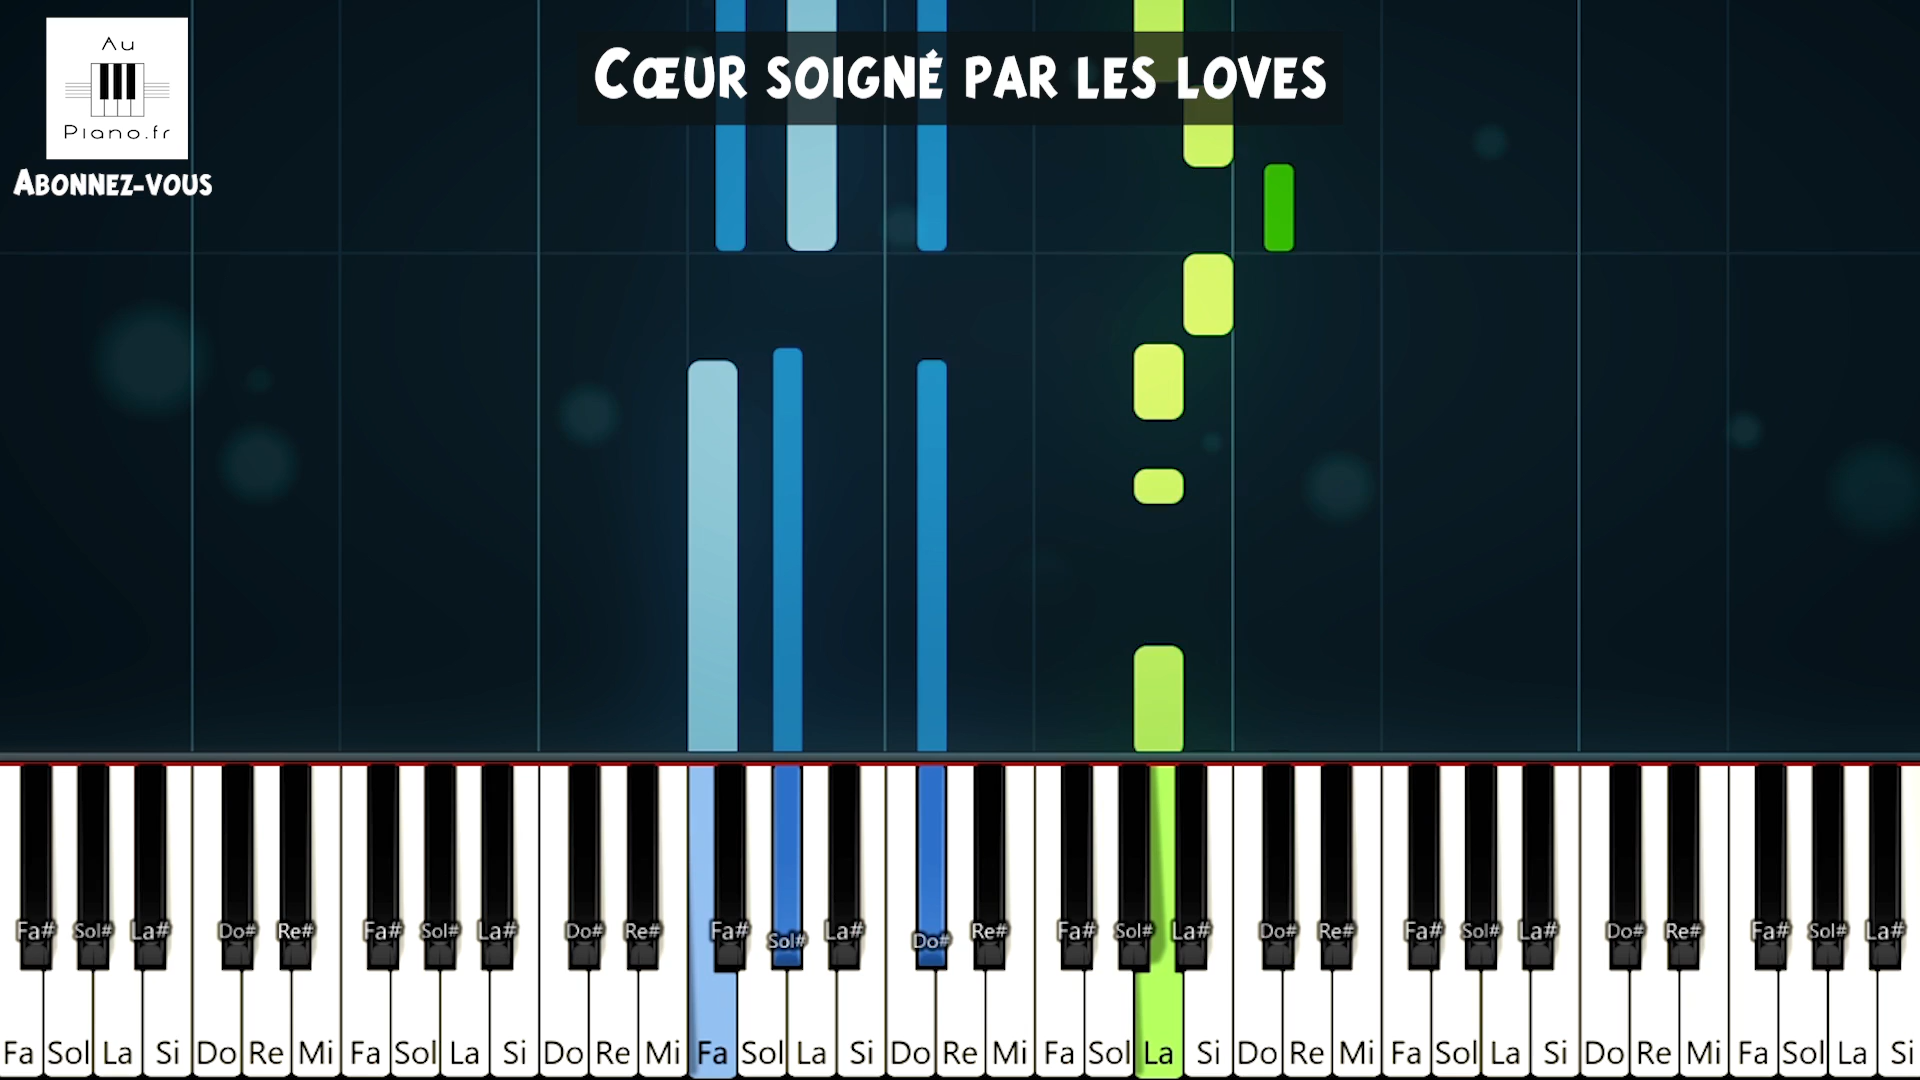 Au
Piano.fr
ABONNEZ-VOUS
CŒUR SOIGNÉ PAR LES LOVES
Fa# Sol# La# Do# Re# Fa# Sol# La# Do# Re# Fa# Sol# La# Do# Re# Fa# Sol# La# Do# Re# Fa# Sol# La# Do# Re# Fa# Sol# La#
Fa Sol La Si Do Re Mi Fa Sol La Si Do Re Mi Fa Sol La Si Do Re Mi Fa Sol La Si Do Re Mi Fa Sol La Si Do Re Mi Fa Sol La Si